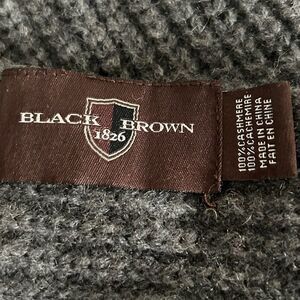 BLACK BROWN
1826
100% CASHMERE
100% CACHEMIRE
MADE IN CHINA
FAIT EN CHINE